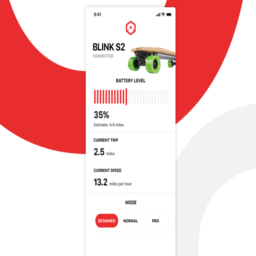 9:41
BLINK S2
CONNECTED
BATTERY LEVEL
35%
Estimate: 4.9 miles
CURRENT TRIP
2.5 miles
CURRENT SPEED
13.2 miles per hour
MODE
BEGINNER NORMAL PRO